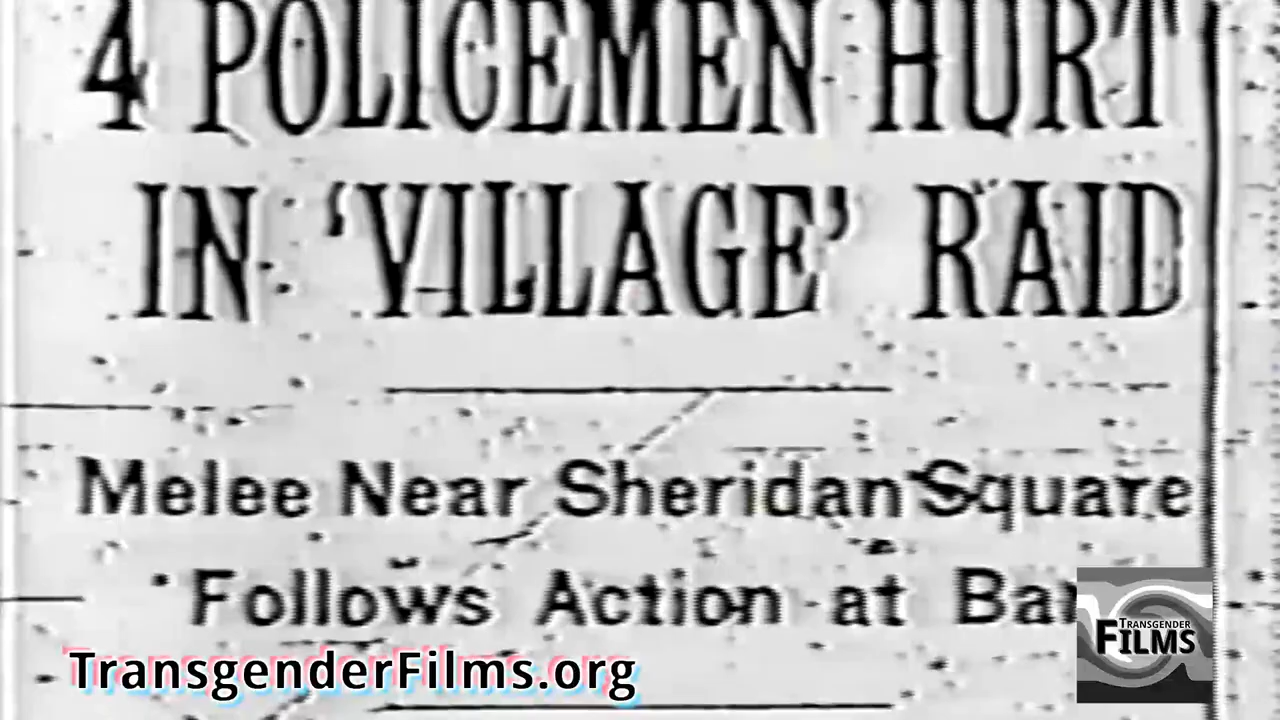 4 POLICEMEN HURT
IN ‘VILLAGE’ RAID
Melee Near Sheridan Square
Follows Action at Bar
TransgenderFilms.org
TRANSGENDER
FILMS